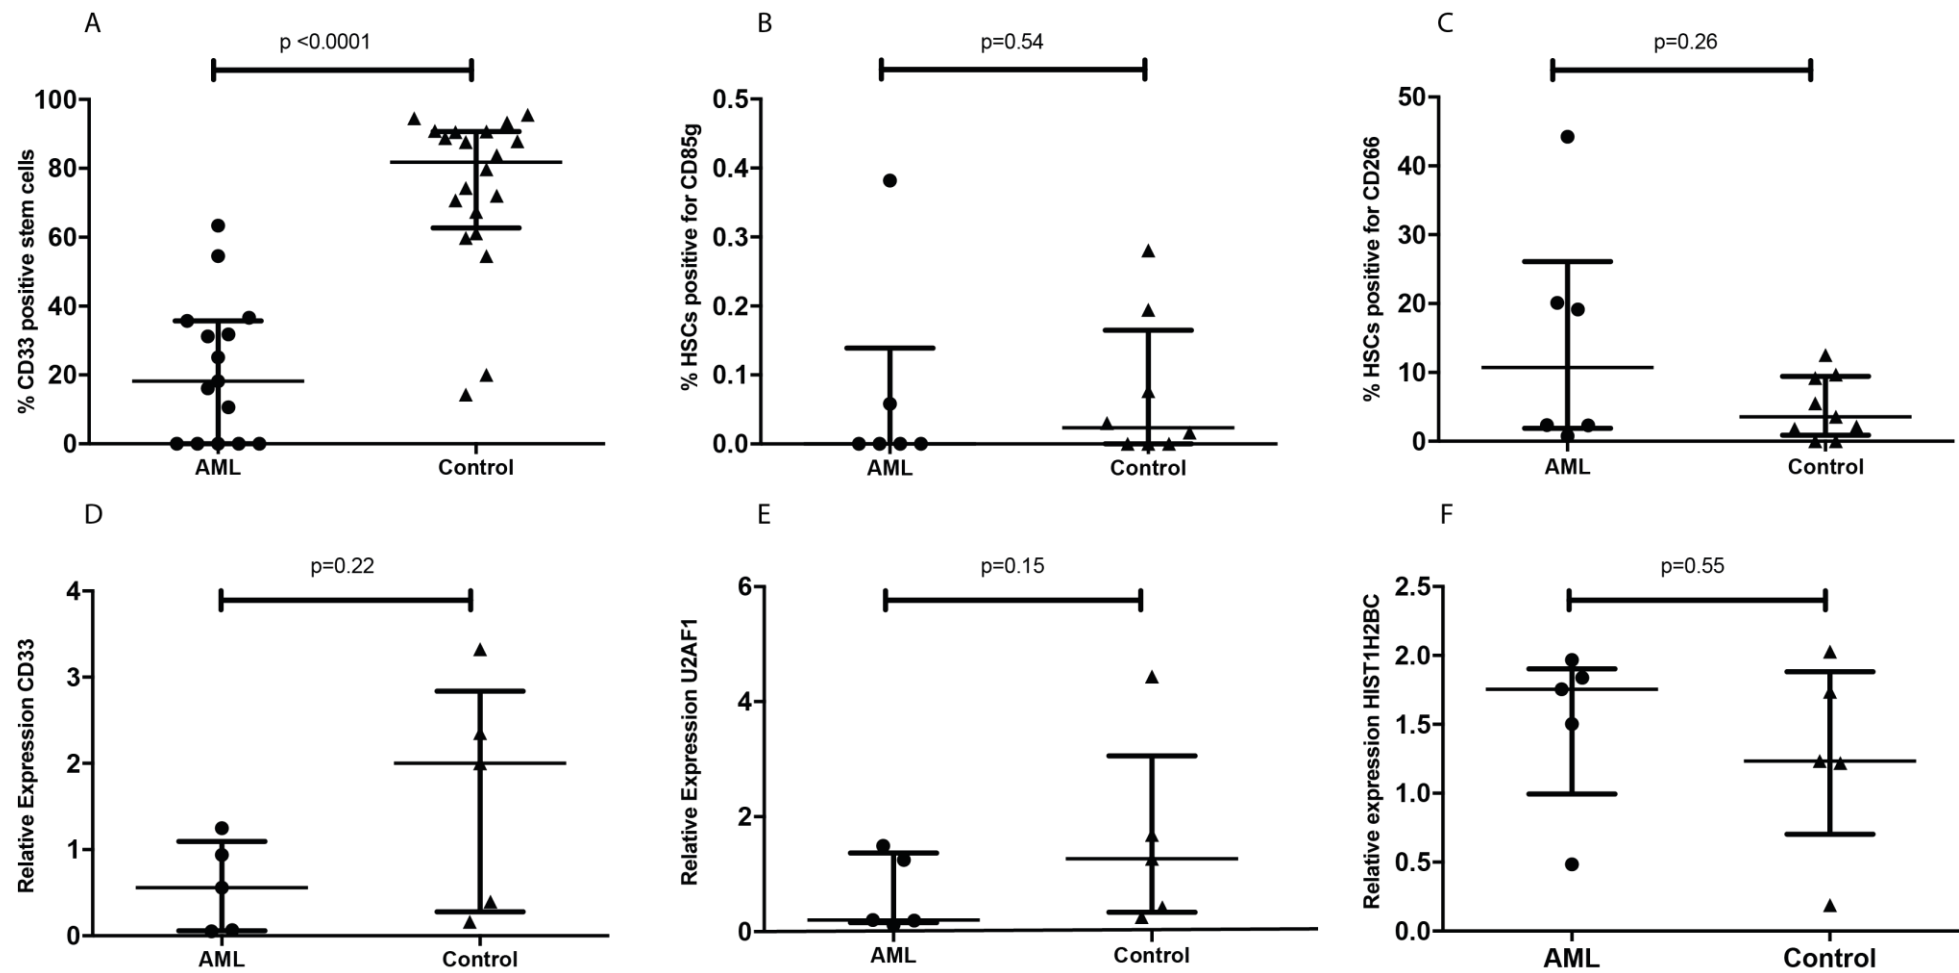 A
p <0.0001
% CD33 positive stem cells
100
80
60
40
20
0
AML
Control
B
p=0.54
% HSCs positive for CD85g
0.5
0.4
0.3
0.2
0.1
0.0
AML
Control
C
p=0.26
% HSCs positive for CD266
50
40
30
20
10
0
AML
Control
D
p=0.22
Relative Expression CD33
4
3
2
1
0
AML
Control
E
p=0.15
Relative Expression U2AF1
6
4
2
0
AML
Control
F
p=0.55
Relative expression HIST1H2BC
2.5
2.0
1.5
1.0
0.5
0.0
AML
Control